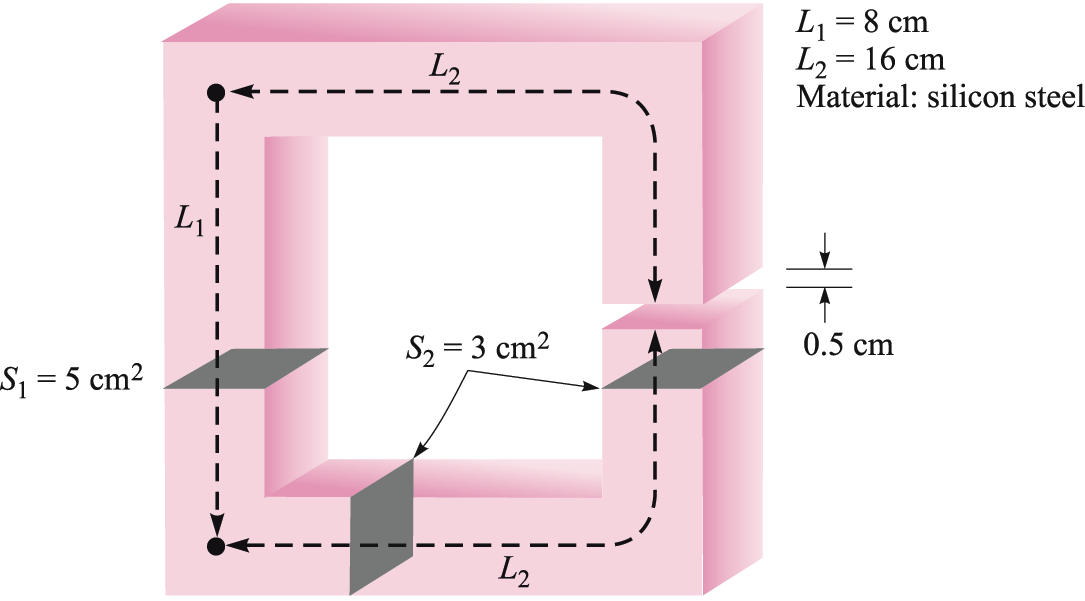 L₁ = 8 cm
L₂ = 16 cm
Material: silicon steel
L₂
L₁
S₂ = 3 cm²
0.5 cm
S₁ = 5 cm²
L₂